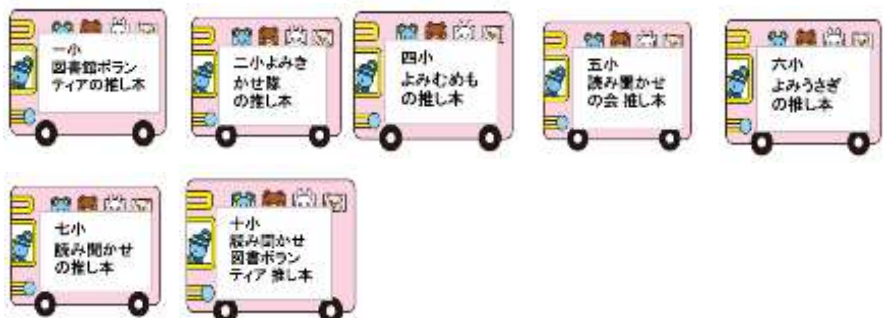 一小
図書館ボラン
ティアの推し本
二小よみき
かせ隊
の推し本
四小
よみむめも
の推し本
五小
読み聞かせ
の会 推し本
六小
よみうさぎ
の推し本
七小
読み聞かせ
の推し本
十小
読み聞かせ
図書ボラン
ティア 推し本